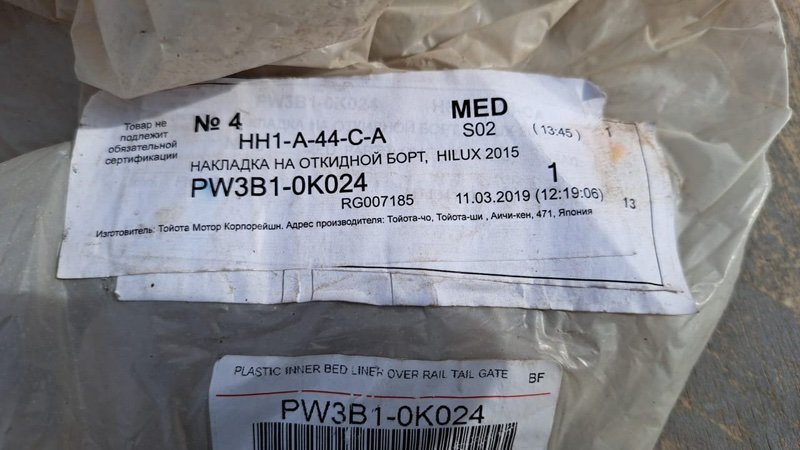 Товар не
подлежит
обязательной
сертификации
№ 4
MED
HH1-A-44-C-A
S02
(13:45)
1
НАКЛАДКА НА ОТКИДНОЙ БОРТ, HILUX 2015
PW3B1-0K024
1
RG007185
11.03.2019 (12:19:06)
13
Изготовитель: Тойота Мотор Корпорейшн. Адрес производителя: Тойота-чо, Тойота-ши , Аичи-кен, 471, Япония
PLASTIC INNER BED LINER OVER RAIL TAIL GATE
BF
PW3B1-0K024